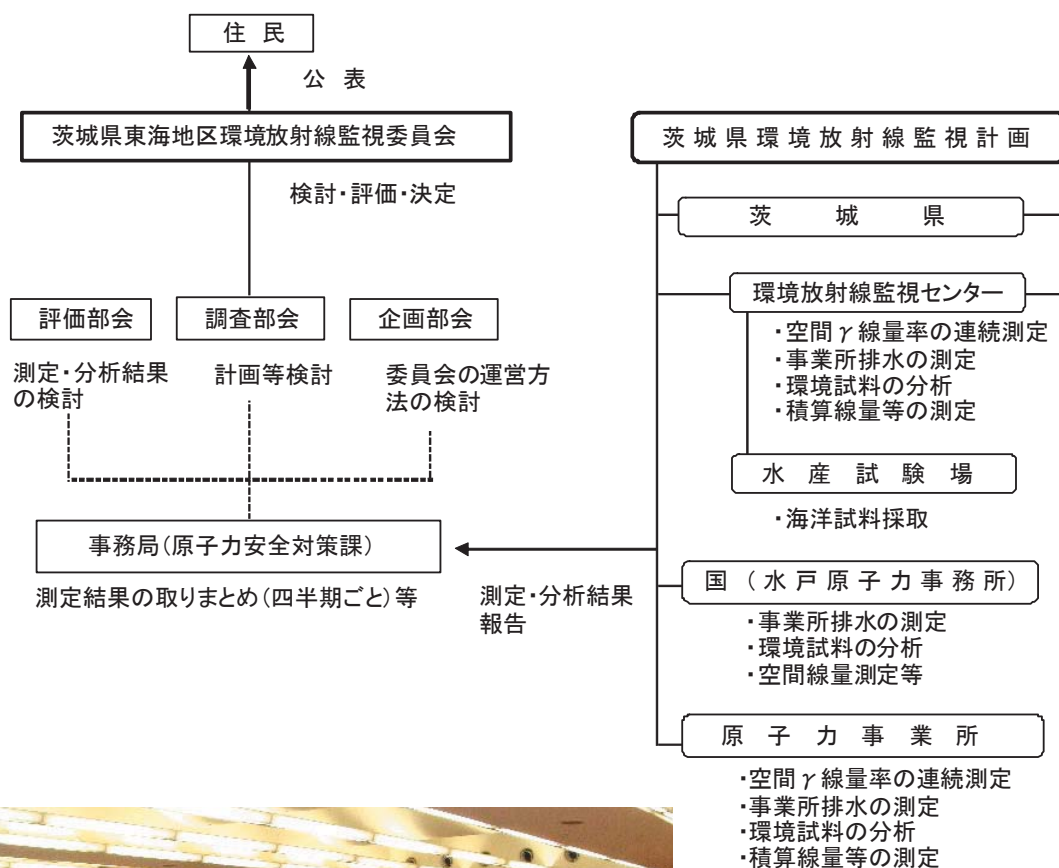 住 民
公 表
茨城県東海地区環境放射線監視委員会
検討・評価・決定
評価部会
調査部会
企画部会
測定・分析結果
の検討
計画等検討
委員会の運営方
法の検討
事務局(原子力安全対策課)
測定結果の取りまとめ(四半期ごと)等
測定・分析結果
報告
茨城県環境放射線監視計画
茨 城 県
環境放射線監視センター
・空間γ線量率の連続測定
・事業所排水の測定
・環境試料の分析
・積算線量等の測定
水 産 試 験 場
・海洋試料採取
国(水戸原子力事務所)
・事業所排水の測定
・環境試料の分析
・空間線量測定等
原 子 力 事 業 所
・空間γ線量率の連続測定
・事業所排水の測定
・環境試料の分析
・積算線量等の測定